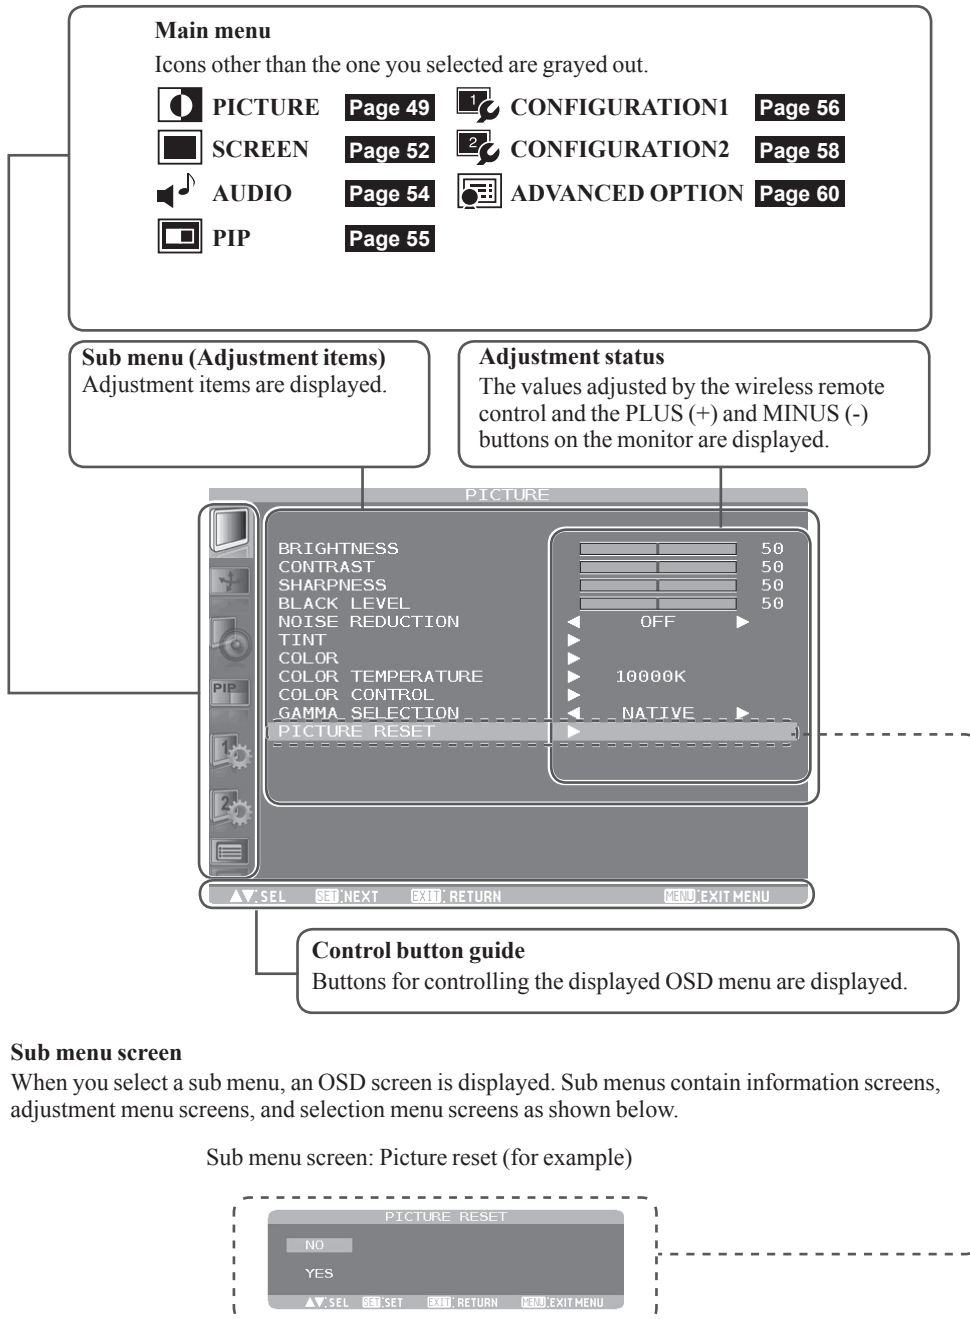 Main menu
Icons other than the one you selected are grayed out.
PICTURE Page 49 1 CONFIGURATION1 Page 56
SCREEN Page 52 2 CONFIGURATION2 Page 58
AUDIO Page 54 ADVANCED OPTION Page 60
PIP Page 55
Sub menu (Adjustment items)
Adjustment items are displayed.
Adjustment status
The values adjusted by the wireless remote
control and the PLUS (+) and MINUS (-)
buttons on the monitor are displayed.
PICTURE
BRIGHTNESS 50
CONTRAST 50
SHARPNESS 50
BLACK LEVEL 50
NOISE REDUCTION ◀ OFF ▶
TINT ▶
COLOR ▶
COLOR TEMPERATURE ▶ 10000K
COLOR CONTROL ▶
GAMMA SELECTION ◀ NATIVE ▶
PICTURE RESET ▶
PIP
1
2
▲▼:SEL SET:NEXT EXIT:RETURN MENU:EXIT MENU
Control button guide
Buttons for controlling the displayed OSD menu are displayed.
Sub menu screen
When you select a sub menu, an OSD screen is displayed. Sub menus contain information screens,
adjustment menu screens, and selection menu screens as shown below.
Sub menu screen: Picture reset (for example)
PICTURE RESET
NO
YES
▲▼:SEL SET:SET EXIT:RETURN MENU:EXIT MENU